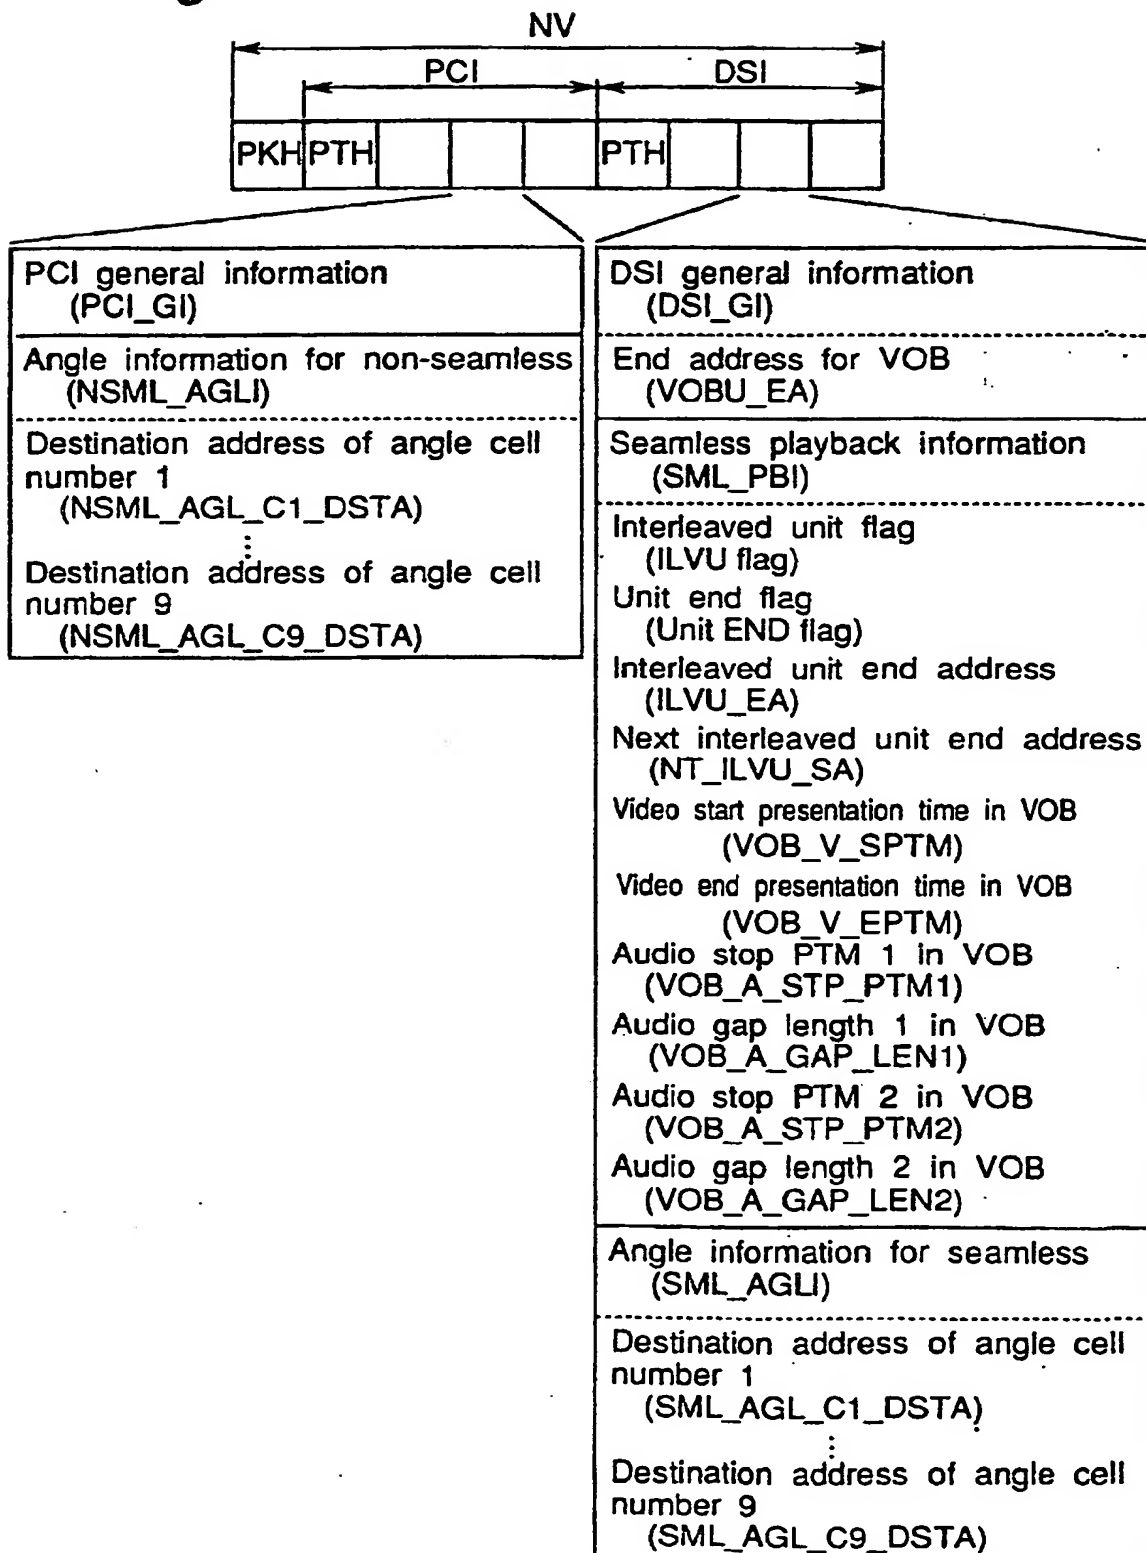 NV
PCI DSI
PKH PTH PTH
PCI general information
(PCI_GI)
Angle information for non-seamless
(NSML_AGLI)
Destination address of angle cell
number 1
(NSML_AGL_C1_DSTA)
Destination address of angle cell
number 9
(NSML_AGL_C9_DSTA)
DSI general information
(DSI_GI)
End address for VOB
(VOBU_EA)
Seamless playback information
(SML_PBI)
Interleaved unit flag
(ILVU flag)
Unit end flag
(Unit END flag)
Interleaved unit end address
(ILVU_EA)
Next interleaved unit end address
(NT_ILVU_SA)
Video start presentation time in VOB
(VOB_V_SPTM)
Video end presentation time in VOB
(VOB_V_EPTM)
Audio stop PTM 1 in VOB
(VOB_A_STP_PTM1)
Audio gap length 1 in VOB
(VOB_A_GAP_LEN1)
Audio stop PTM 2 in VOB
(VOB_A_STP_PTM2)
Audio gap length 2 in VOB
(VOB_A_GAP_LEN2)
Angle information for seamless
(SML_AGLI)
Destination address of angle cell
number 1
(SML_AGL_C1_DSTA)
Destination address of angle cell
number 9
(SML_AGL_C9_DSTA)